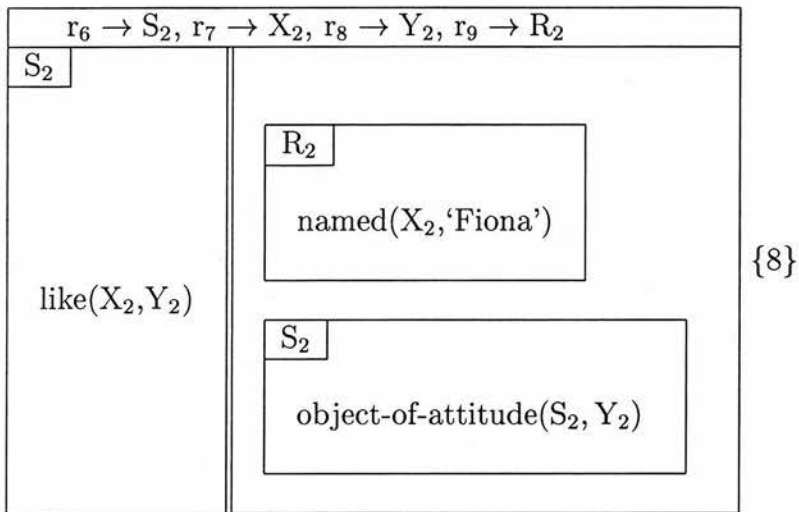 r₆ → S₂, r₇ → X₂, r₈ → Y₂, r₉ → R₂
S₂
R₂
named(X₂,‘Fiona’)
{8}
like(X₂,Y₂)
S₂
object-of-attitude(S₂, Y₂)